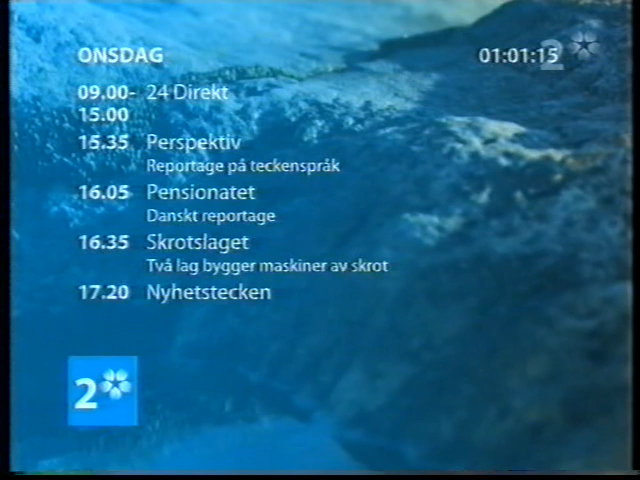 ONSDAG 01:01:15
2
09.00- 24 Direkt
15.00
15.35 Perspektiv
Reportage på teckenspråk
16.05 Pensionatet
Danskt reportage
16.35 Skrotslaget
Två lag bygger maskiner av skrot
17.20 Nyhetstecken
2